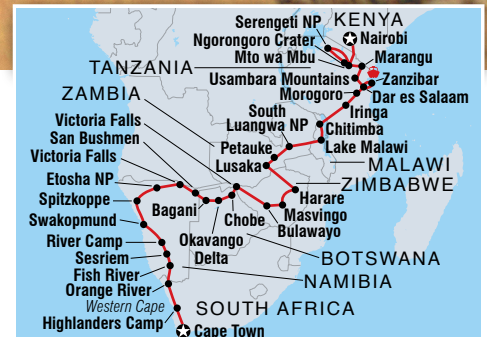 Serengeti NP
KENYA
Ngorongoro Crater
Nairobi
Mto wa Mbu
Marangu
TANZANIA
Usambara Mountains
Zanzibar
Morogoro
Dar es Salaam
ZAMBIA
Iringa
South
Luangwa NP
Chitimba
Victoria Falls
San Bushmen
Petauke
Lake Malawi
Victoria Falls
Lusaka
MALAWI
Etosha NP
ZIMBABWE
Spitzkoppe
Harare
Bagani
Chobe
Masvingo
Swakopmund
Bulawayo
River Camp
Okavango
Delta
BOTSWANA
Sesriem
Fish River
NAMIBIA
Orange River
Western Cape
SOUTH AFRICA
Highlanders Camp
Cape Town